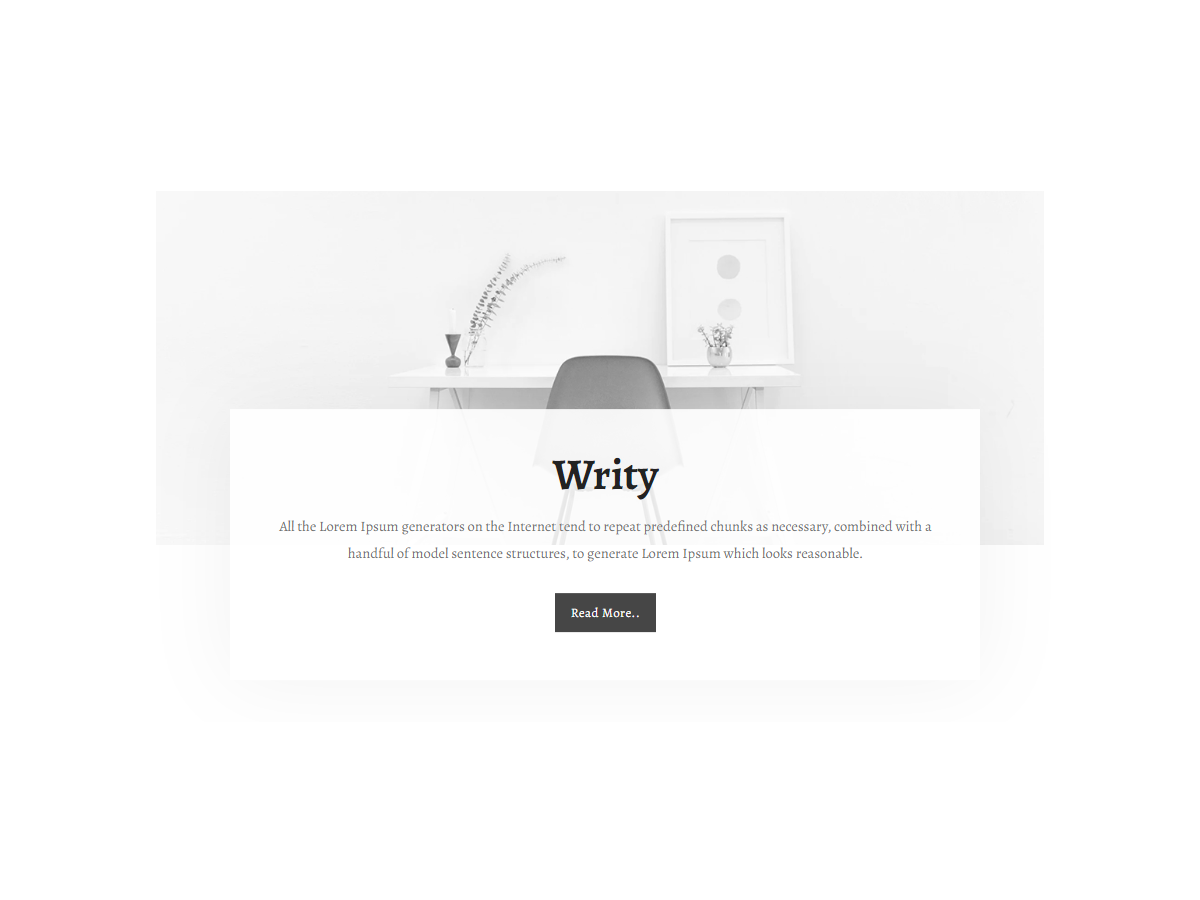 Writy
All the Lorem Ipsum generators on the Internet tend to repeat predefined chunks as necessary, combined with a
handful of model sentence structures, to generate Lorem Ipsum which looks reasonable.
Read More..